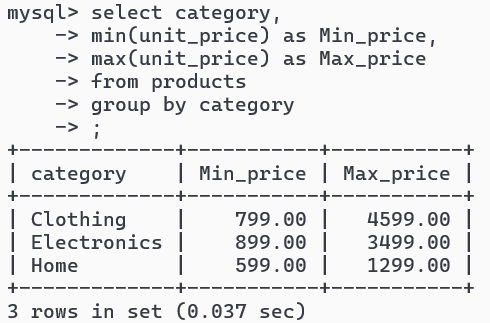 mysql> select category,
    -> min(unit_price) as Min_price,
    -> max(unit_price) as Max_price
    -> from products
    -> group by category
    -> ;
+-------------+-----------+-----------+
| category    | Min_price | Max_price |
+-------------+-----------+-----------+
| Clothing    |    799.00 |   4599.00 |
| Electronics |    899.00 |   3499.00 |
| Home        |    599.00 |   1299.00 |
+-------------+-----------+-----------+
3 rows in set (0.037 sec)